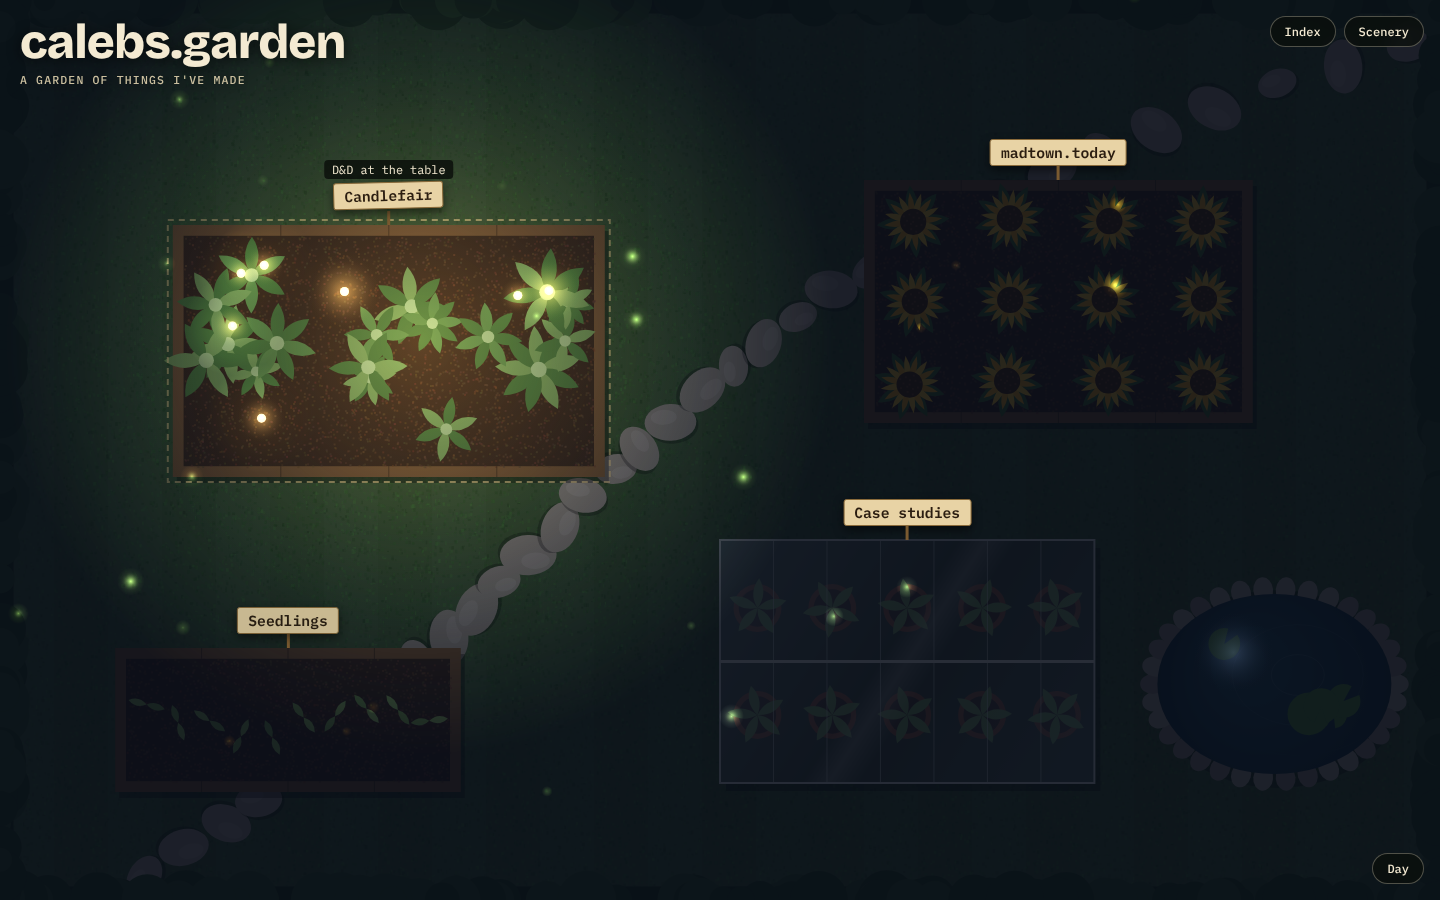 calebs.garden
A GARDEN OF THINGS I'VE MADE
Index
Scenery
D&D at the table
Candlefair
madtown.today
Case studies
Seedlings
Day